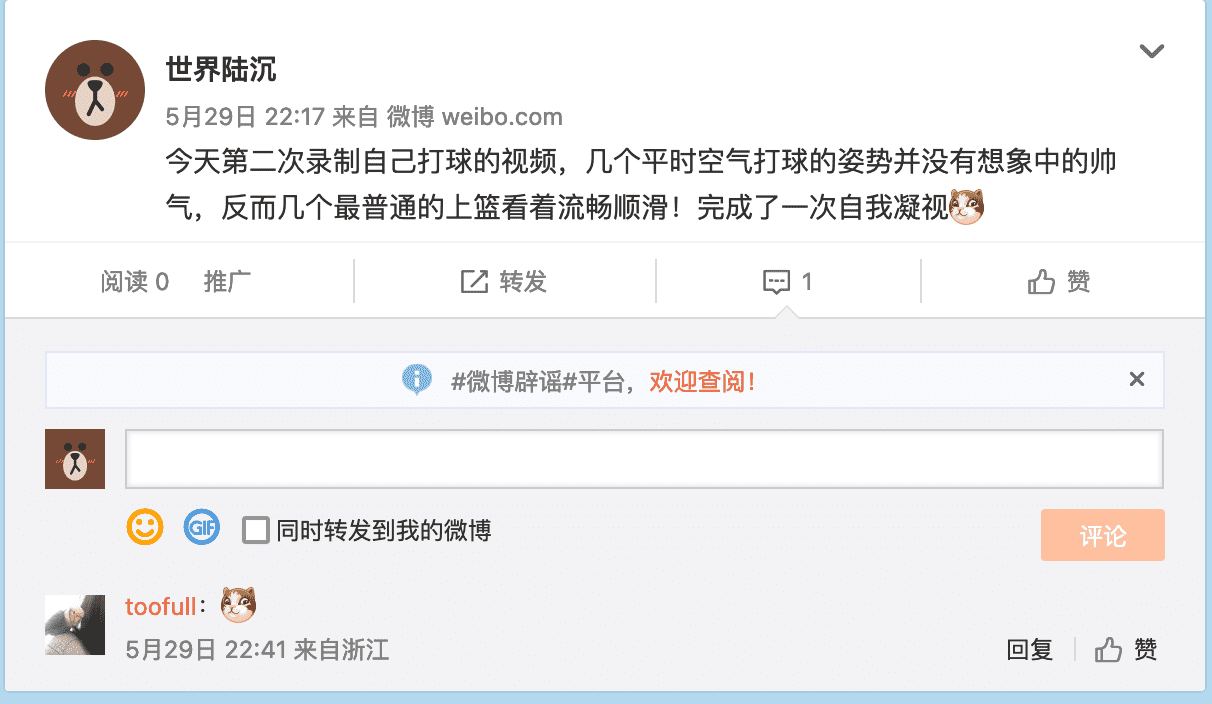 世界陆沉
5月29日 22:17 来自 微博 weibo.com
今天第二次录制自己打球的视频，几个平时空气打球的姿势并没有想象中的帅
气，反而几个最普通的上篮看着流畅顺滑！完成了一次自我凝视
阅读 0 推广 转发 1 赞
#微博辟谣#平台，欢迎查阅！
GIF 同时转发到我的微博 评论
toofull：
5月29日 22:41 来自浙江 回复 赞